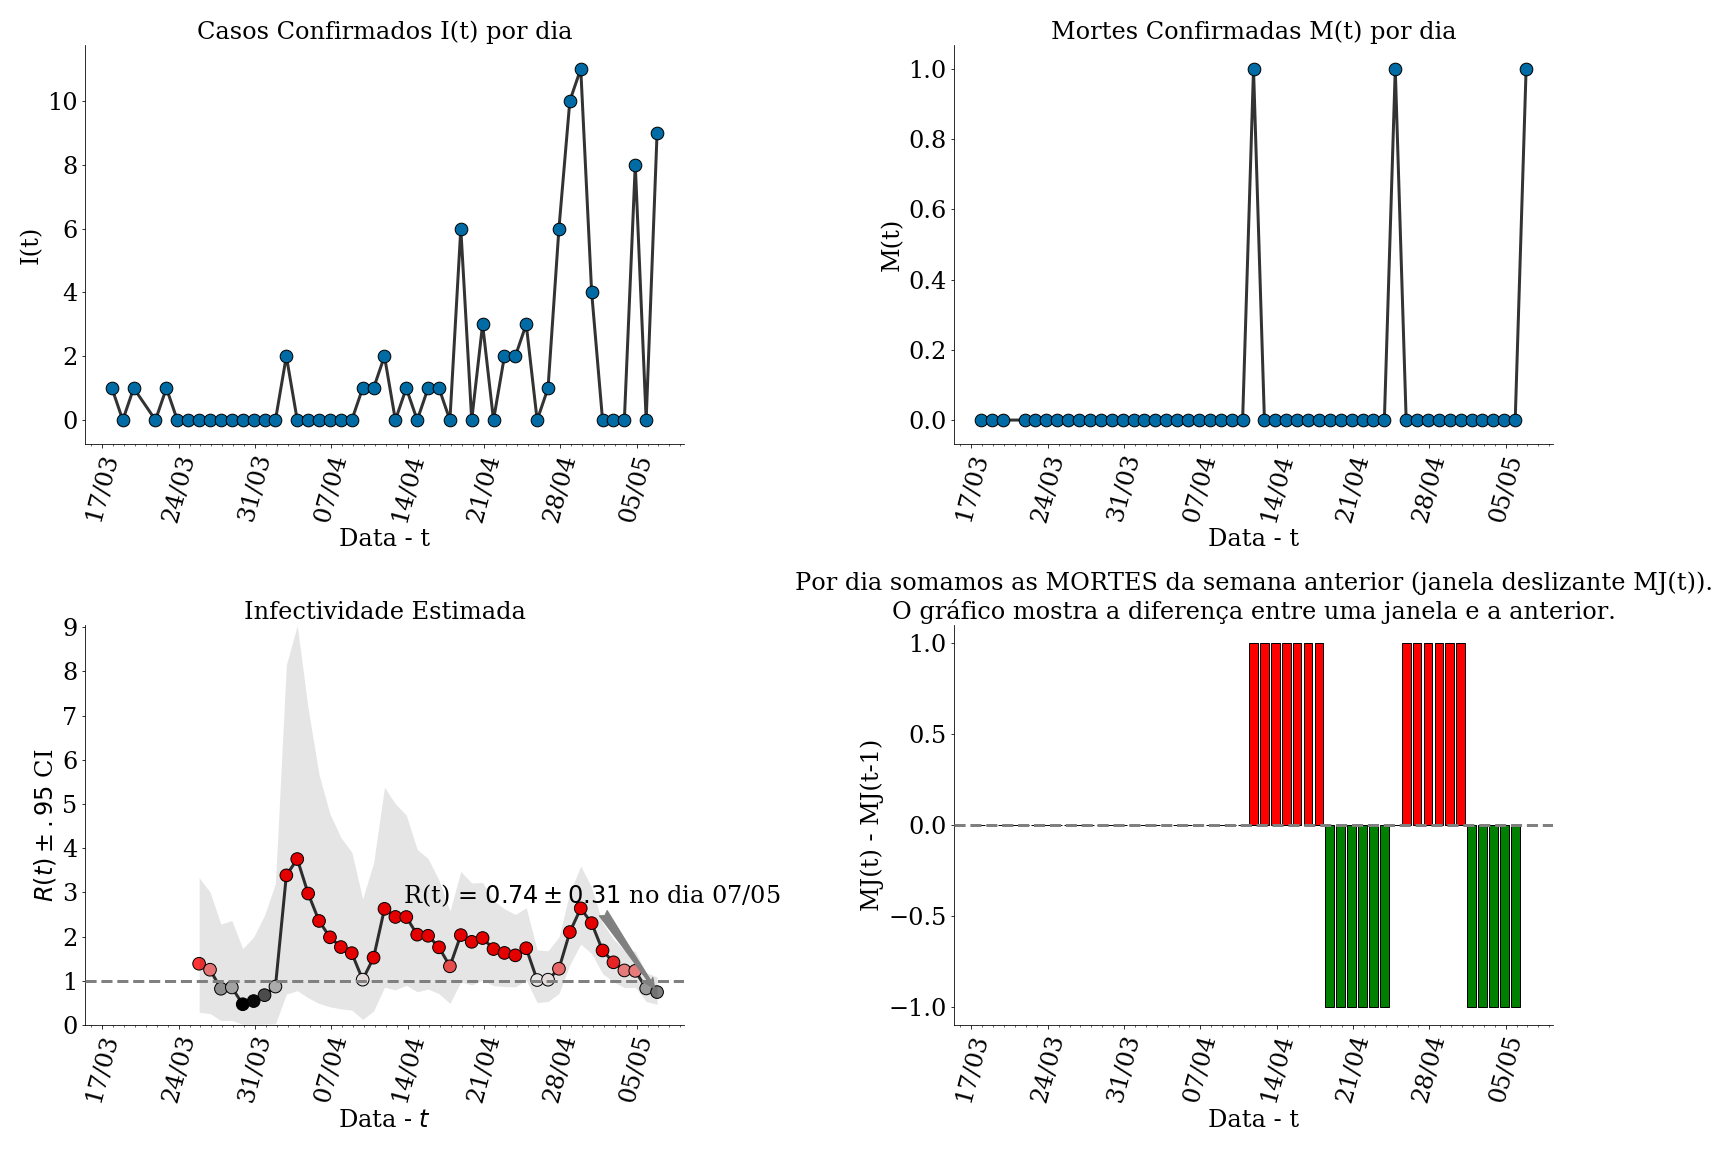 Casos Confirmados I(t) por dia
I(t)
10
8
6
4
2
0
17/03 24/03 31/03 07/04 14/04 21/04 28/04 05/05
Data - t
Mortes Confirmadas M(t) por dia
M(t)
1.0
0.8
0.6
0.4
0.2
0.0
17/03 24/03 31/03 07/04 14/04 21/04 28/04 05/05
Data - t
Infectividade Estimada
R(t) ± .95 CI
9
8
7
6
5
4
3
2
1
0
R(t) = 0.74 ± 0.31 no dia 07/05
17/03 24/03 31/03 07/04 14/04 21/04 28/04 05/05
Data - t
Por dia somamos as MORTES da semana anterior (janela deslizante MJ(t)).
O gráfico mostra a diferença entre uma janela e a anterior.
MJ(t) - MJ(t-1)
1.0
0.5
0.0
−0.5
−1.0
17/03 24/03 31/03 07/04 14/04 21/04 28/04 05/05
Data - t